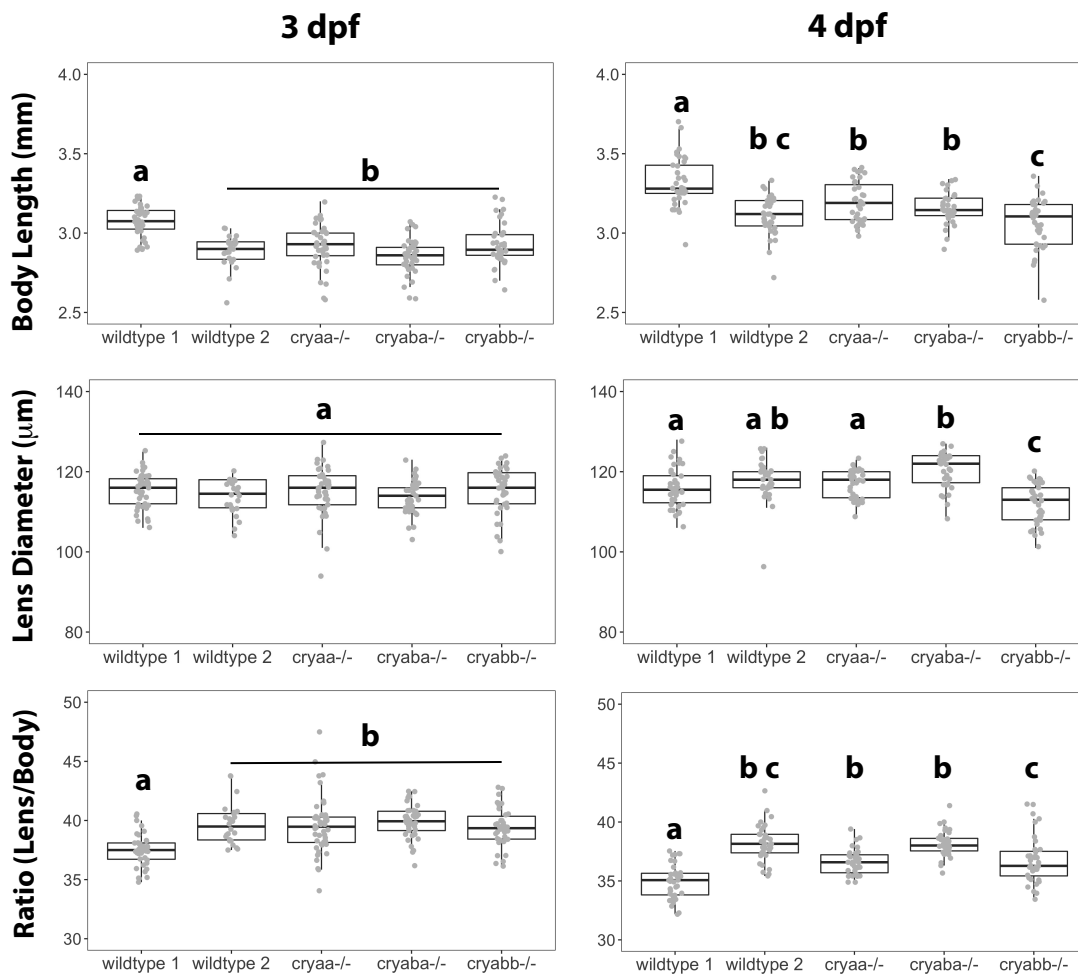 3 dpf
4 dpf
Body Length (mm)
4.0
3.5
3.0
2.5
a
b
wildtype 1 wildtype 2 cryaa-/- cryaba-/- cryabb-/-
4.0
3.5
3.0
2.5
a
b c
b
b
c
wildtype 1 wildtype 2 cryaa-/- cryaba-/- cryabb-/-
Lens Diameter (μm)
140
120
100
80
a
wildtype 1 wildtype 2 cryaa-/- cryaba-/- cryabb-/-
140
120
100
80
a
a b
a
b
c
wildtype 1 wildtype 2 cryaa-/- cryaba-/- cryabb-/-
Ratio (Lens/Body)
50
45
40
35
30
a
b
wildtype 1 wildtype 2 cryaa-/- cryaba-/- cryabb-/-
50
45
40
35
30
a
b c
b
b
c
wildtype 1 wildtype 2 cryaa-/- cryaba-/- cryabb-/-